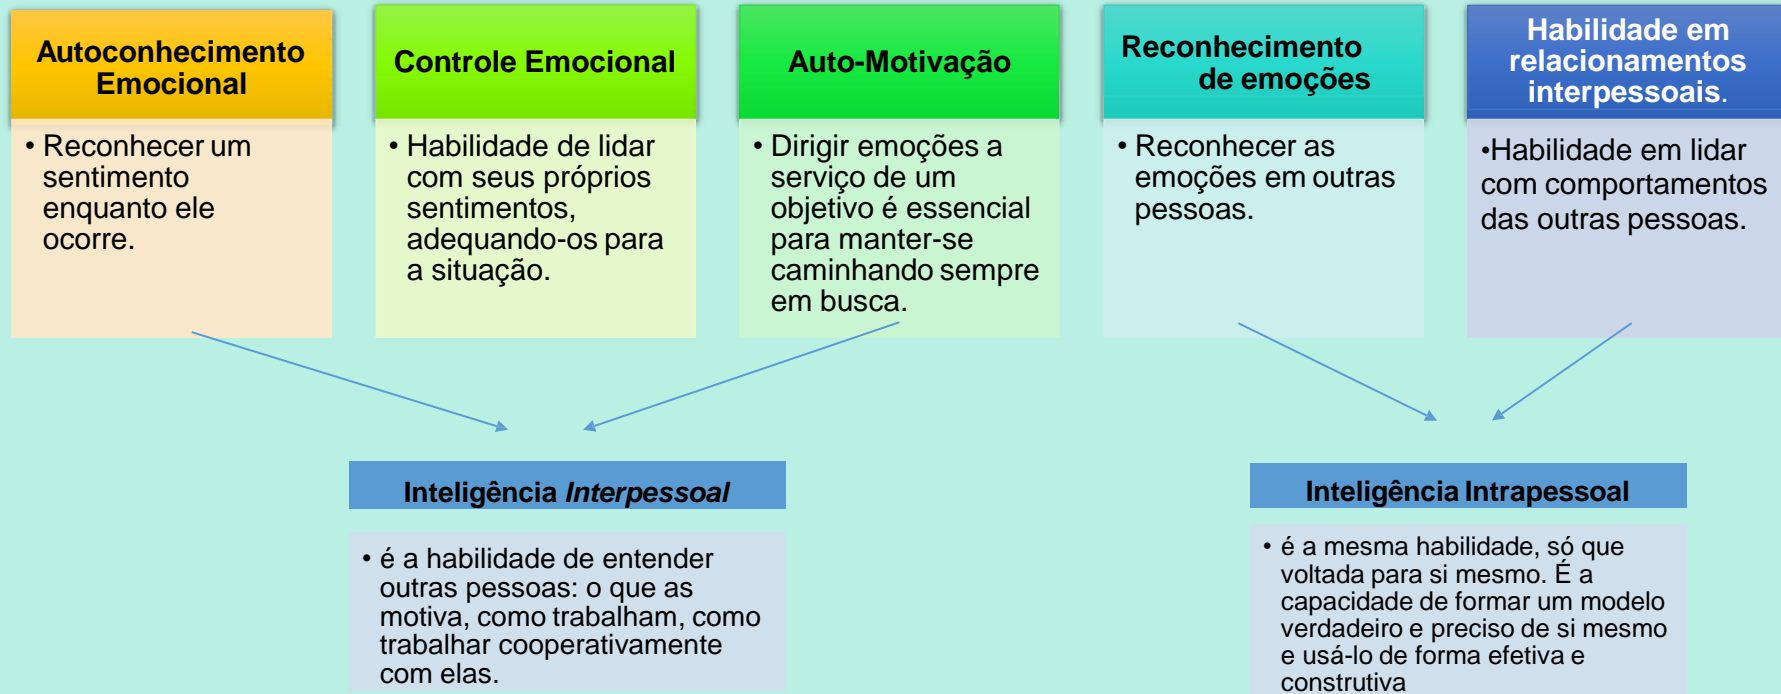 Autoconhecimento
Emocional
• Reconhecer um
sentimento
enquanto ele
ocorre.
Controle Emocional
• Habilidade de lidar
com seus próprios
sentimentos,
adequando-os para
a situação.
Auto-Motivação
• Dirigir emoções a
serviço de um
objetivo é essencial
para manter-se
caminhando sempre
em busca.
Reconhecimento
de emoções
• Reconhecer as
emoções em outras
pessoas.
Habilidade em
relacionamentos
interpessoais.
•Habilidade em lidar
com comportamentos
das outras pessoas.
Inteligência Interpessoal
• é a habilidade de entender
outras pessoas: o que as
motiva, como trabalham, como
trabalhar cooperativamente
com elas.
Inteligência Intrapessoal
• é a mesma habilidade, só que
voltada para si mesmo. É a
capacidade de formar um modelo
verdadeiro e preciso de si mesmo
e usá-lo de forma efetiva e
construtiva